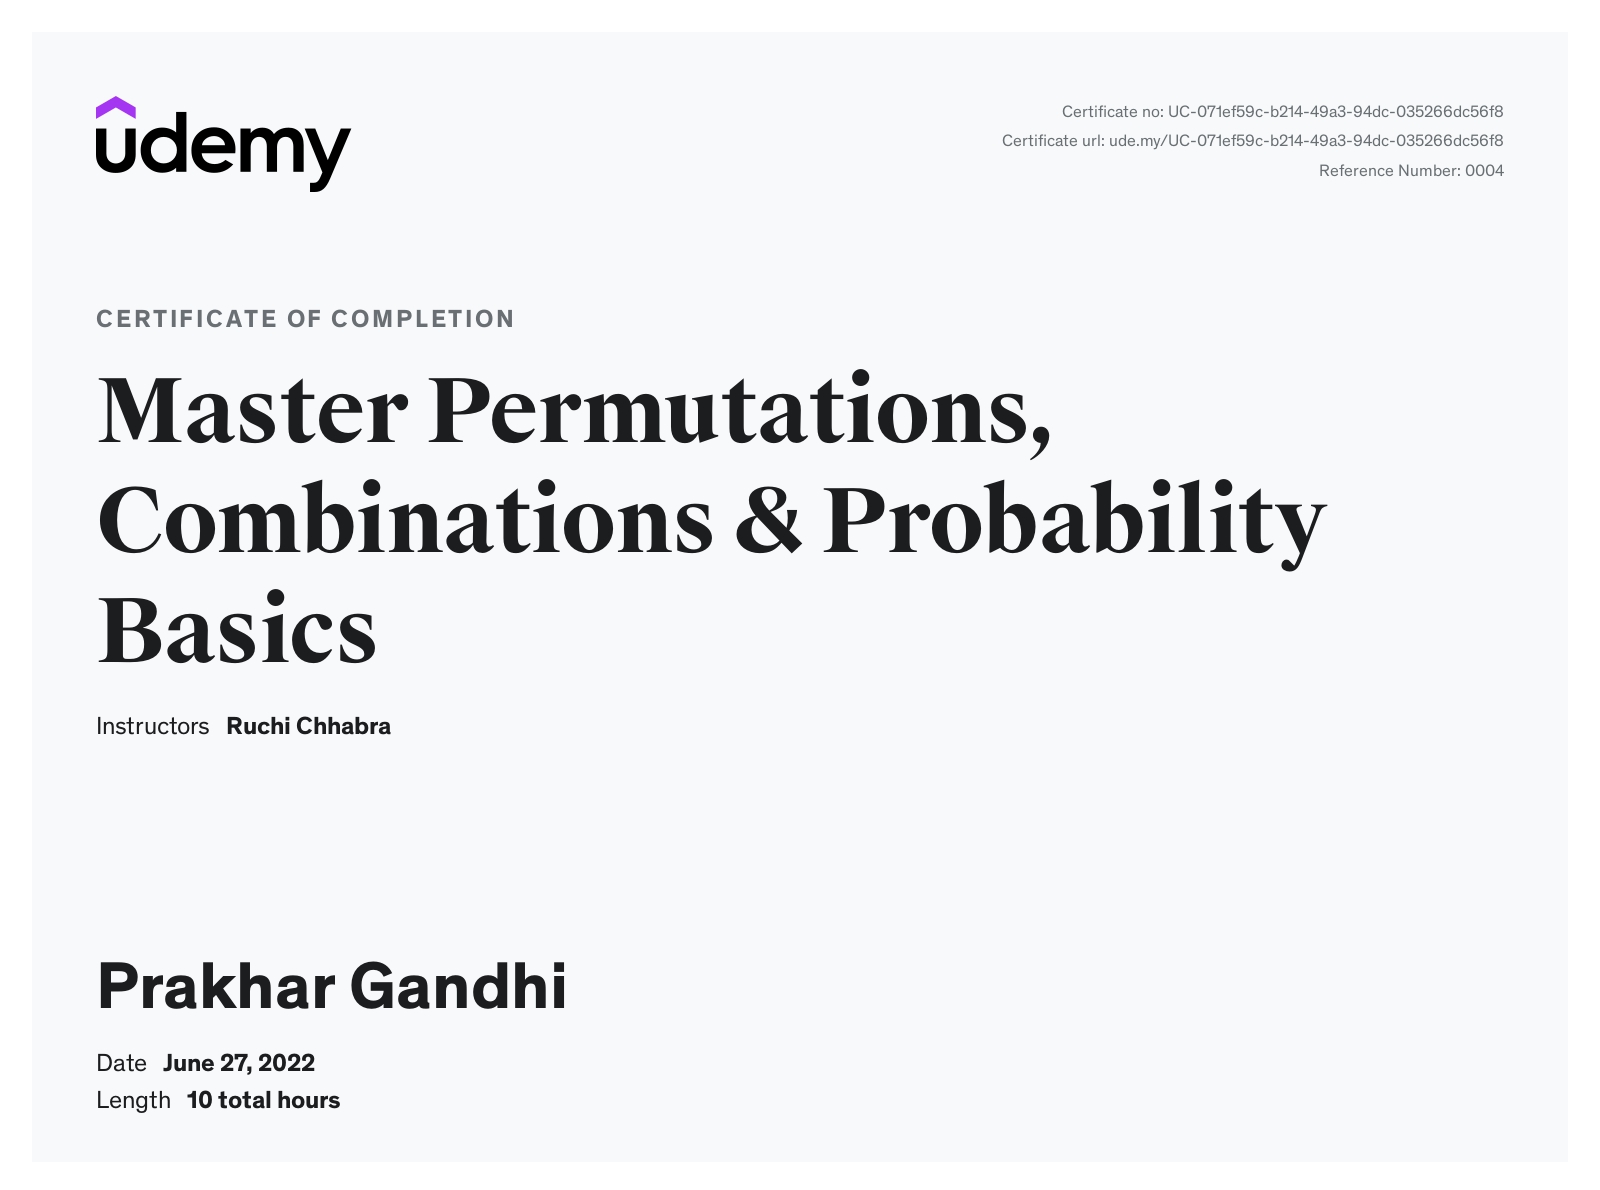 udemy
Certificate no: UC-071ef59c-b214-49a3-94dc-035266dc56f8
Certificate url: ude.my/UC-071ef59c-b214-49a3-94dc-035266dc56f8
Reference Number: 0004
CERTIFICATE OF COMPLETION
Master Permutations,
Combinations & Probability
Basics
Instructors Ruchi Chhabra
Prakhar Gandhi
Date June 27, 2022
Length 10 total hours